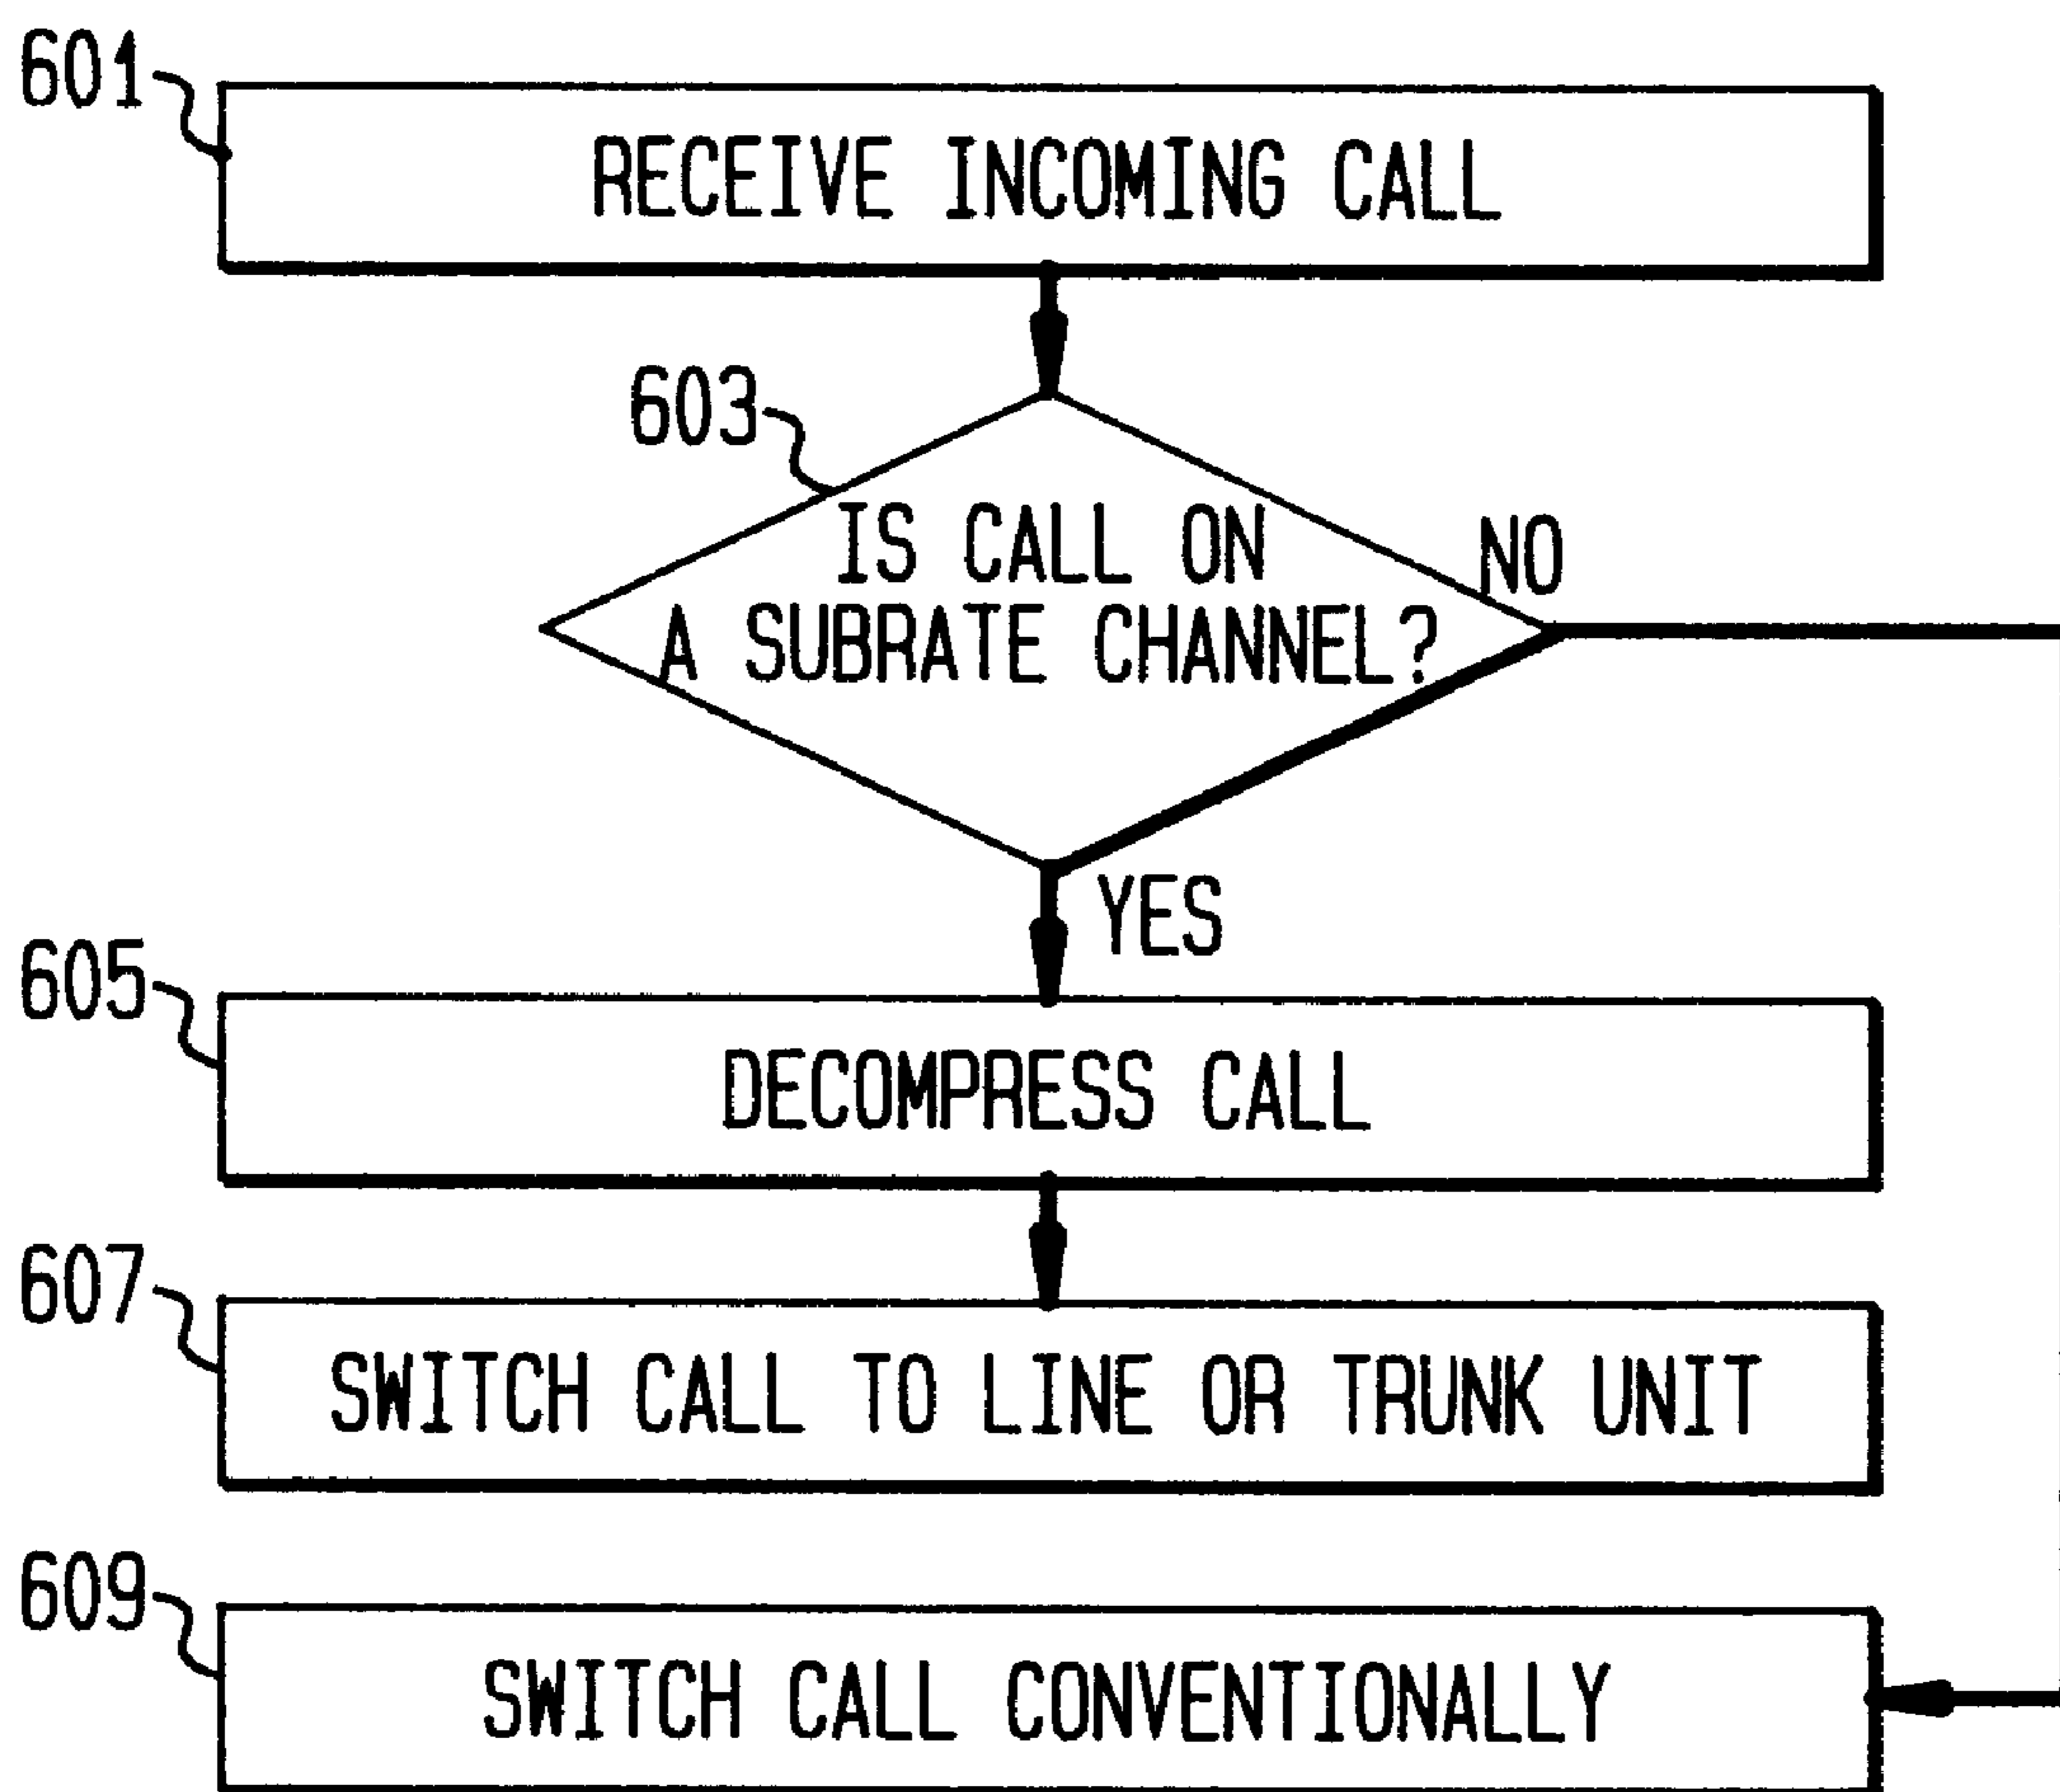 601
RECEIVE INCOMING CALL
603
IS CALL ON
A SUBRATE CHANNEL?
NO
YES
605
DECOMPRESS CALL
607
SWITCH CALL TO LINE OR TRUNK UNIT
609
SWITCH CALL CONVENTIONALLY